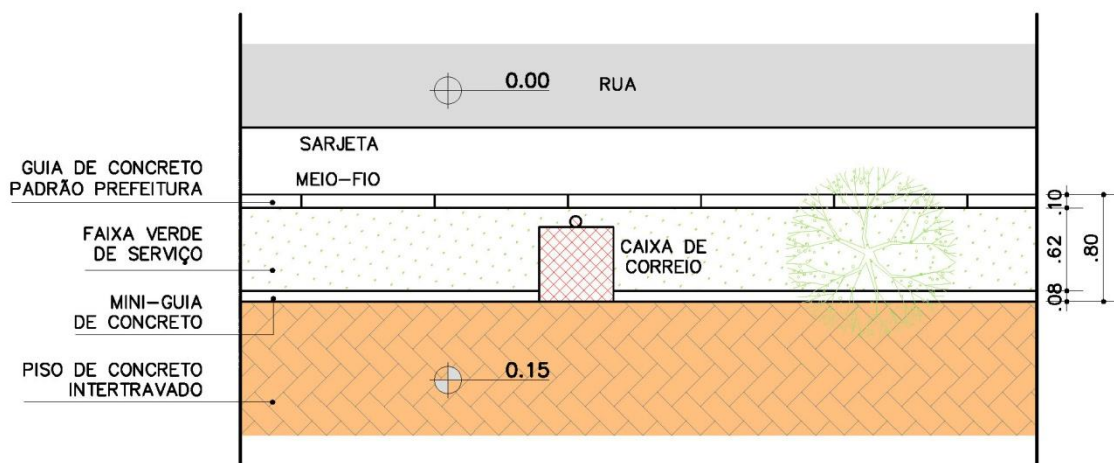 0.00
RUA
SARJETA
MEIO-FIO
GUIA DE CONCRETO
PADRÃO PREFEITURA
FAIXA VERDE
DE SERVIÇO
CAIXA DE
CORREIO
MINI-GUIA
DE CONCRETO
PISO DE CONCRETO
INTERTRAVADO
0.15
.10
.62
.08
.80